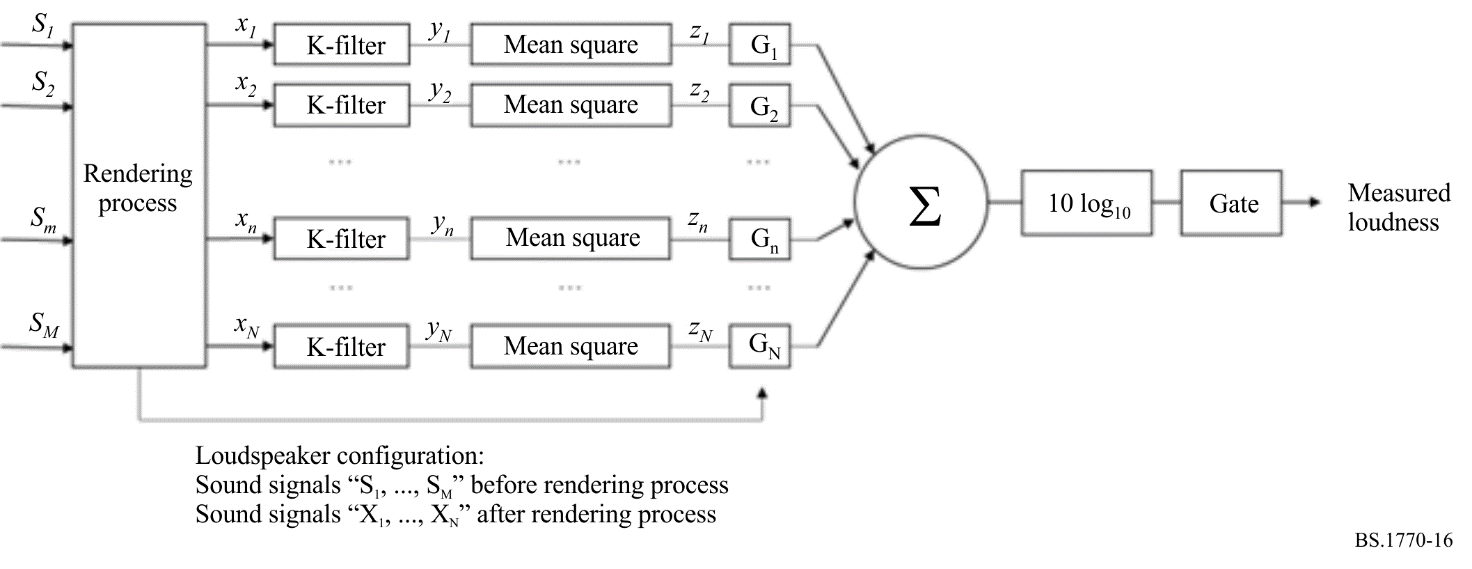 S1 x1 K-filter y1 Mean square z1 G1
S2 x2 K-filter y2 Mean square z2 G2
... ... ...
Rendering
process
Σ 10 log10 Gate Measured
loudness
Sm xn K-filter yn Mean square zn Gn
... ... ...
SM xN K-filter yN Mean square zN GN
Loudspeaker configuration:
Sound signals “S1, ..., SM” before rendering process
Sound signals “X1, ..., XN” after rendering process
BS.1770-16